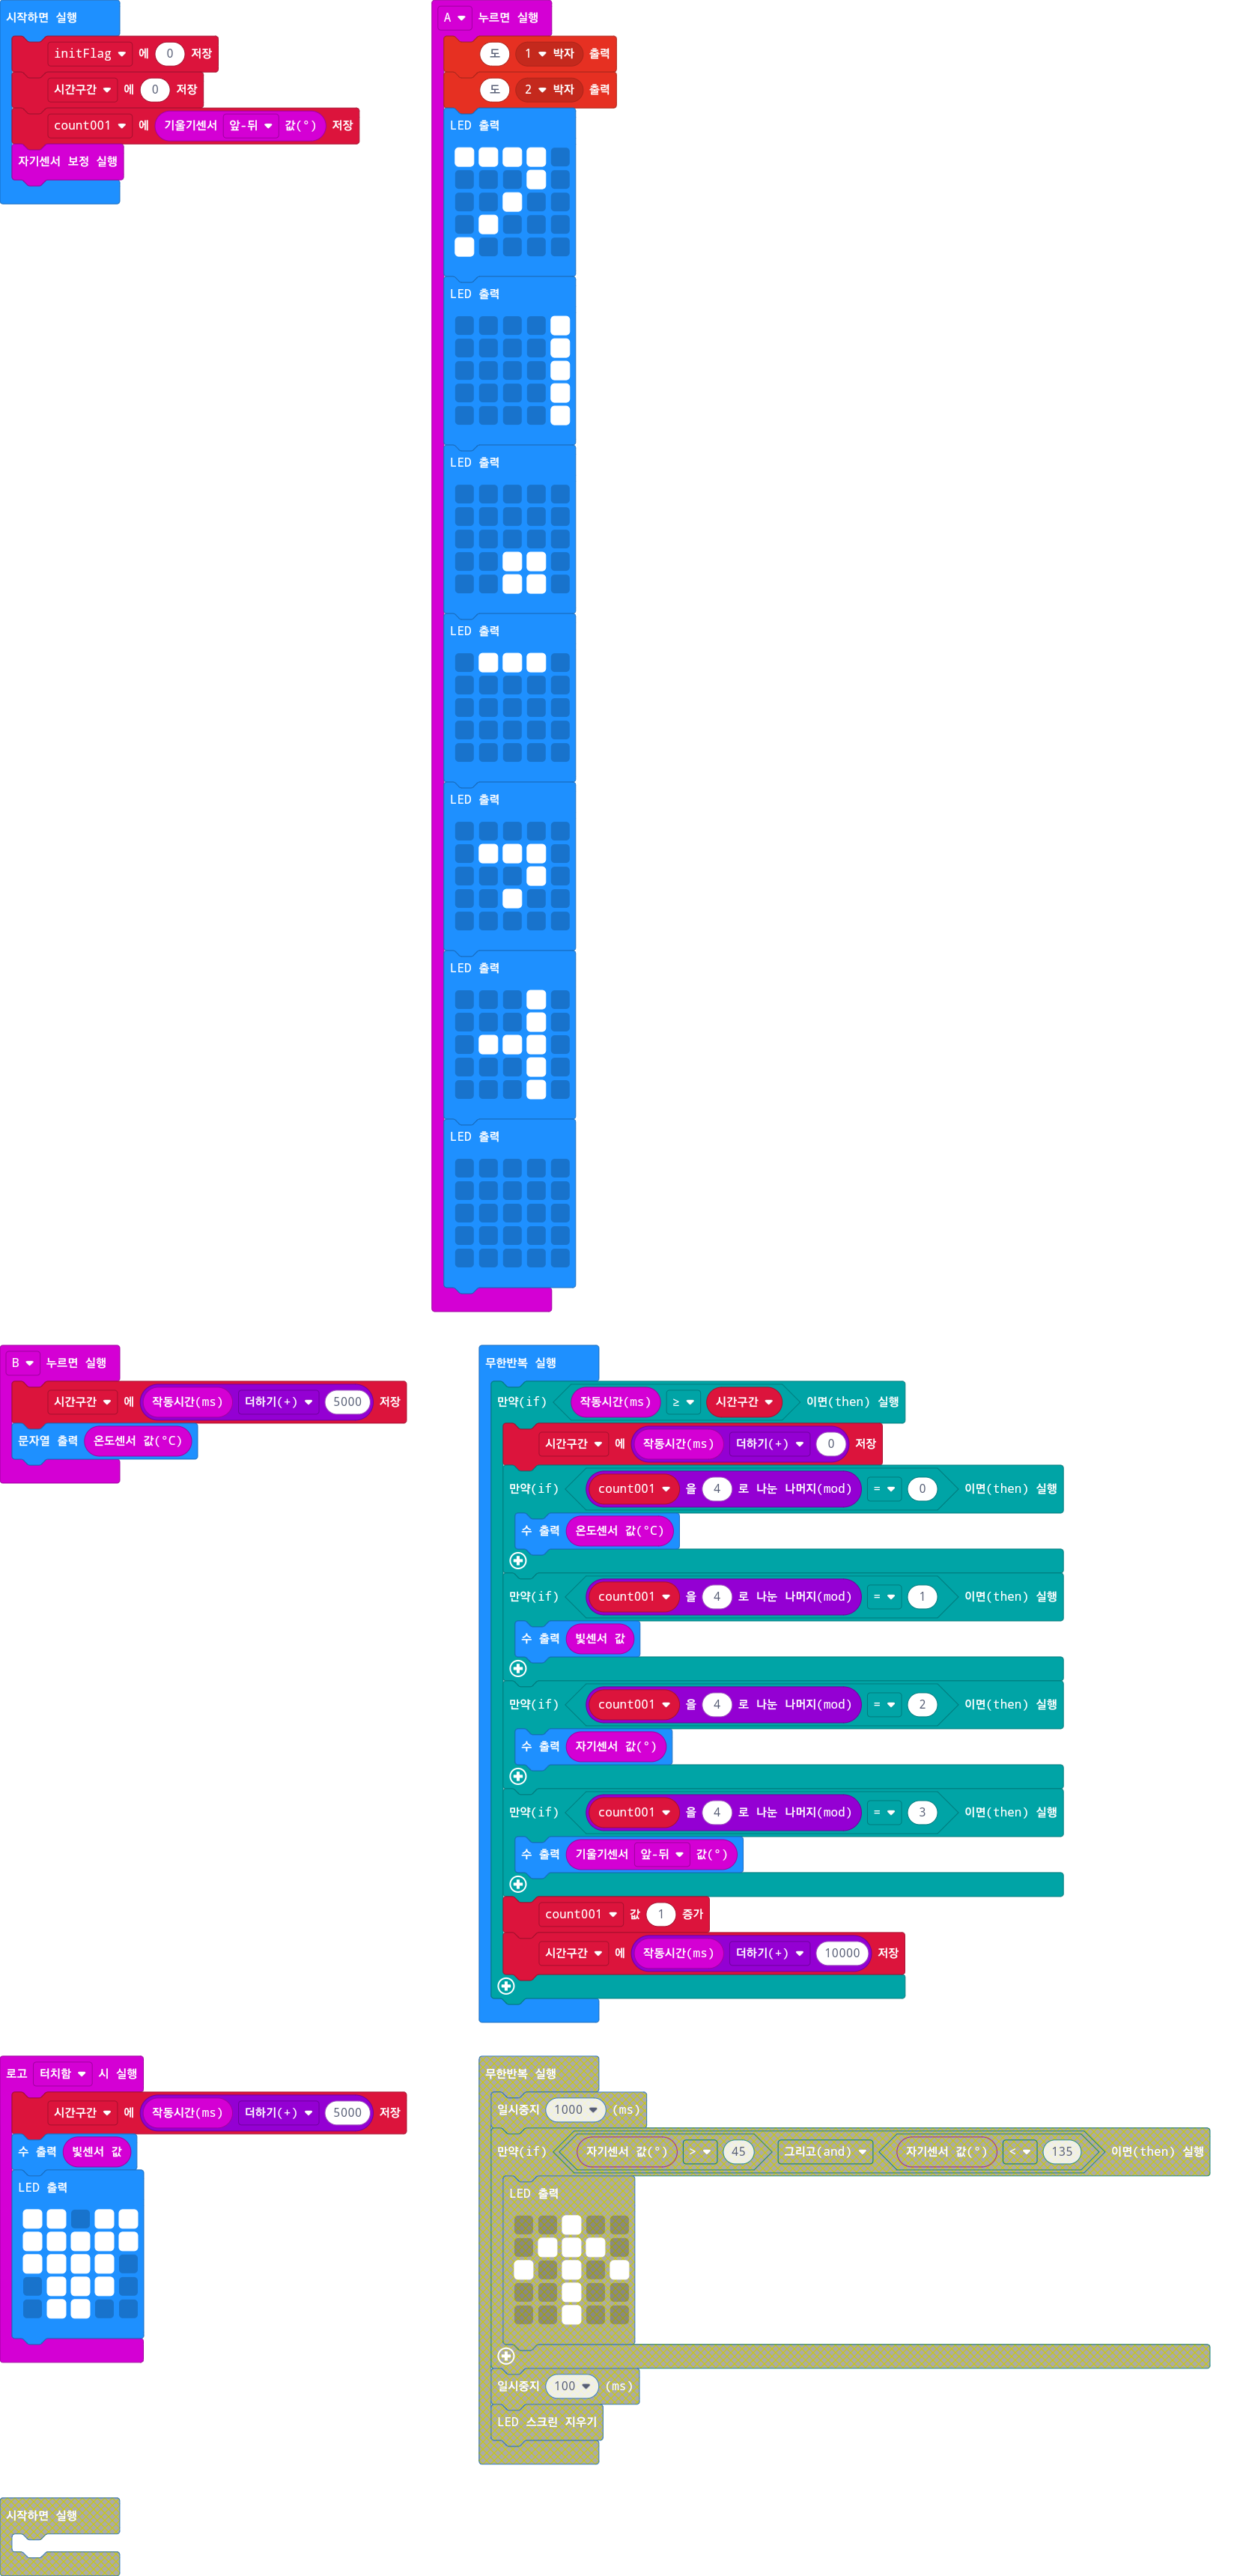 시작하면 실행
initFlag 에 0 저장
시간구간 에 0 저장
count001 에 기울기센서 앞-뒤 값(°) 저장
자기센서 보정 실행
A 누르면 실행
도 1 박자 출력
도 2 박자 출력
LED 출력
LED 출력
LED 출력
LED 출력
LED 출력
LED 출력
LED 출력
B 누르면 실행
시간구간 에 작동시간(ms) 더하기(+) 5000 저장
문자열 출력 온도센서 값(°C)
무한반복 실행
만약(if) 작동시간(ms) ≥ 시간구간 이면(then) 실행
시간구간 에 작동시간(ms) 더하기(+) 0 저장
만약(if) count001 을 4 로 나눈 나머지(mod) = 0 이면(then) 실행
수 출력 온도센서 값(°C)
만약(if) count001 을 4 로 나눈 나머지(mod) = 1 이면(then) 실행
수 출력 빛센서 값
만약(if) count001 을 4 로 나눈 나머지(mod) = 2 이면(then) 실행
수 출력 자기센서 값(°)
만약(if) count001 을 4 로 나눈 나머지(mod) = 3 이면(then) 실행
수 출력 기울기센서 앞-뒤 값(°)
count001 값 1 증가
시간구간 에 작동시간(ms) 더하기(+) 10000 저장
로고 터치함 시 실행
시간구간 에 작동시간(ms) 더하기(+) 5000 저장
수 출력 빛센서 값
LED 출력
무한반복 실행
일시중지 1000 (ms)
만약(if) 자기센서 값(°) > 45 그리고(and) 자기센서 값(°) < 135 이면(then) 실행
LED 출력
일시중지 100 (ms)
LED 스크린 지우기
시작하면 실행